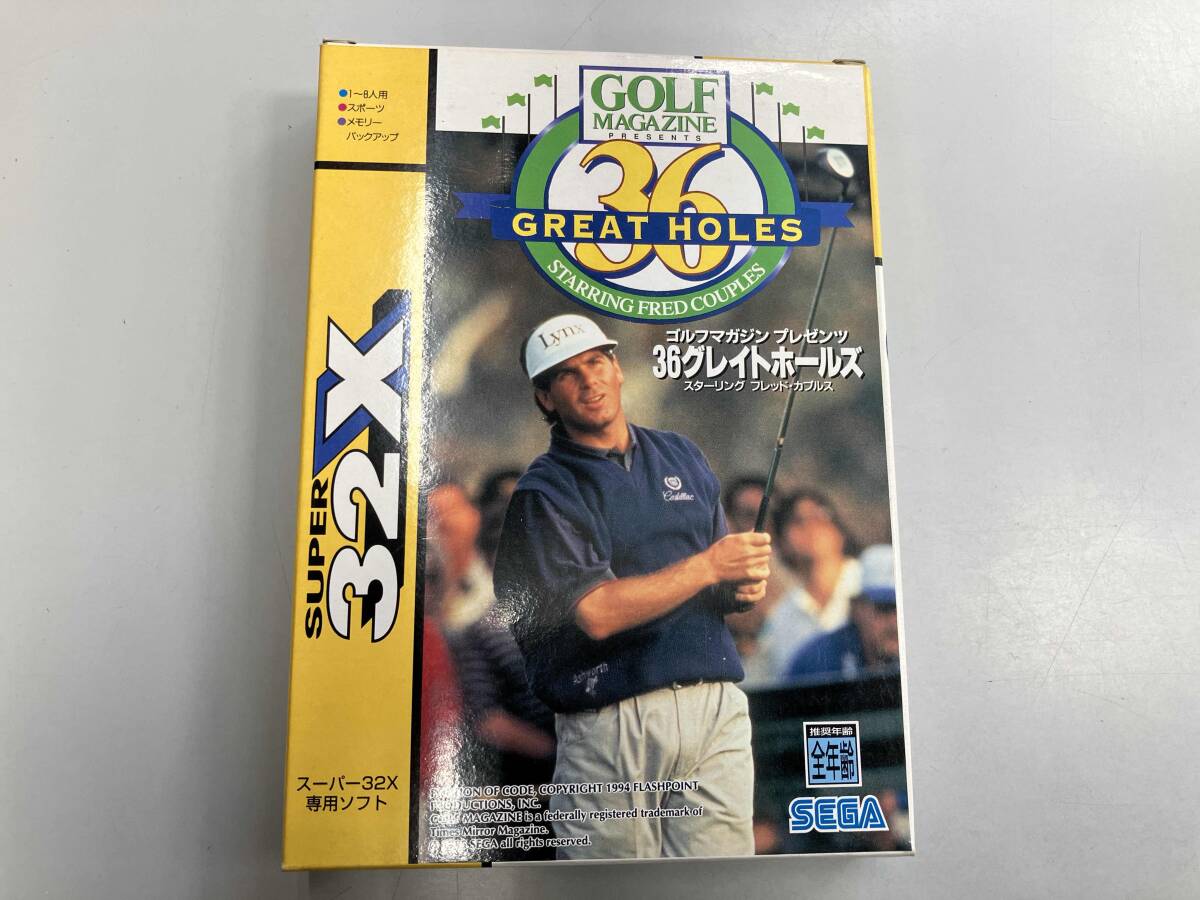 ●1～8人用
●スポーツ
●メモリー
バックアップ
SUPER
32X
スーパー32X
専用ソフト
GOLF
MAGAZINE
PRESENTS
36
GREAT HOLES
STARRING FRED COUPLES
ゴルフマガジン プレゼンツ
36グレイトホールズ
スターリング フレッド・カプルス
Lynx
Cadillac
Ashworth
推奨年齢
全年齢
SEGA
OF CODE, COPYRIGHT 1994 FLASHPOINT
PRODUCTIONS, INC.
GOLF MAGAZINE is a federally registered trademark of
Times Mirror Magazine.
SEGA all rights reserved.